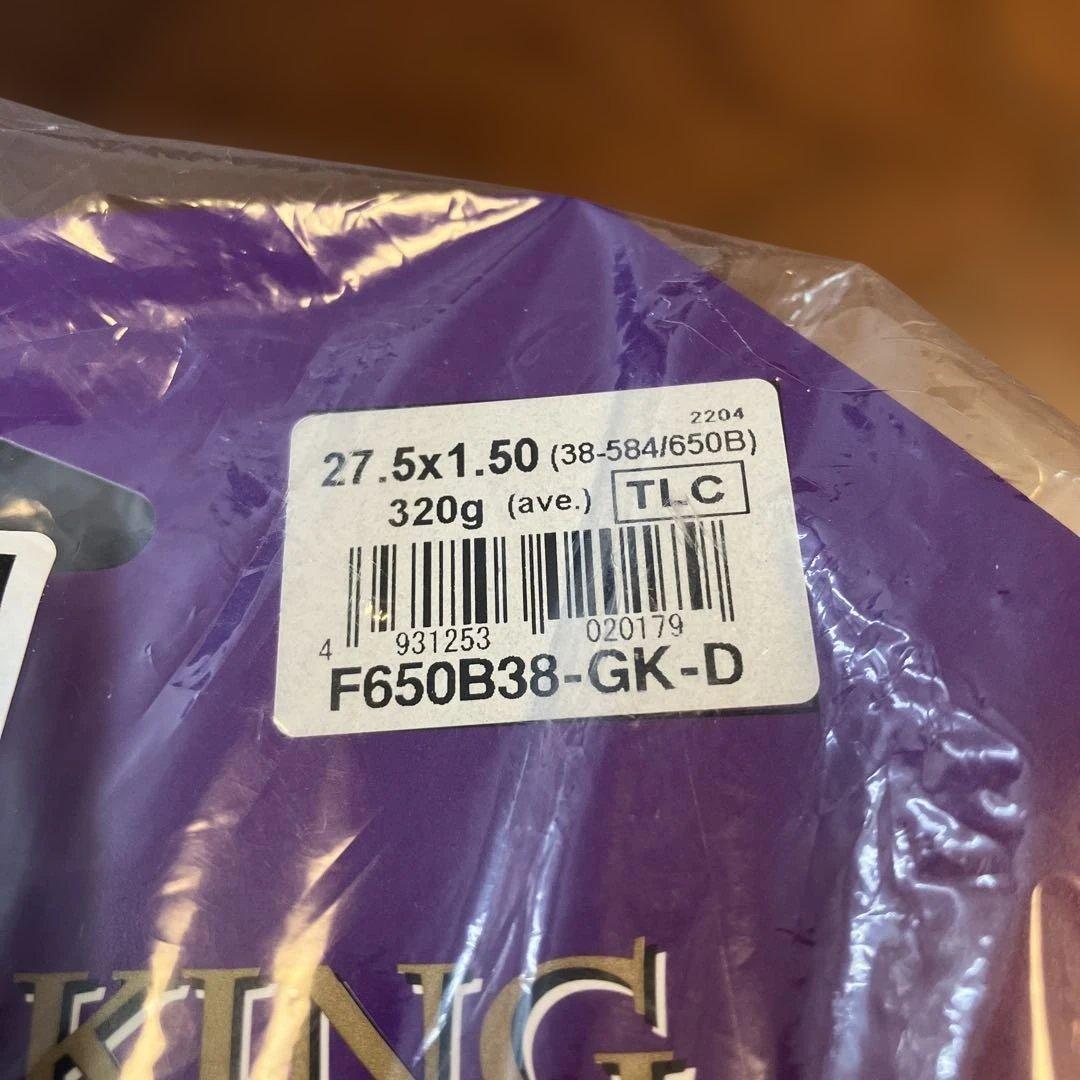 2204
27.5x1.50 (38-584/650B)
320g (ave.) TLC
4 931253 020179
F650B38-GK-D
KING